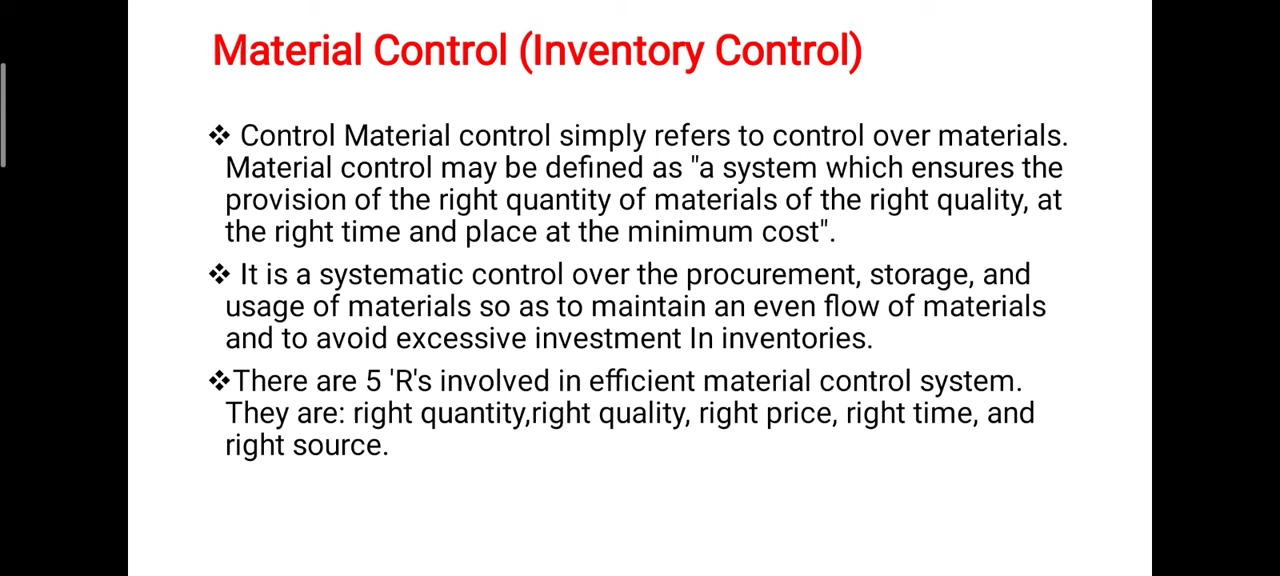 Material Control (Inventory Control)
❖ Control Material control simply refers to control over materials.
Material control may be defined as "a system which ensures the
provision of the right quantity of materials of the right quality, at
the right time and place at the minimum cost".
❖ It is a systematic control over the procurement, storage, and
usage of materials so as to maintain an even flow of materials
and to avoid excessive investment In inventories.
❖There are 5 'R's involved in efficient material control system.
They are: right quantity,right quality, right price, right time, and
right source.